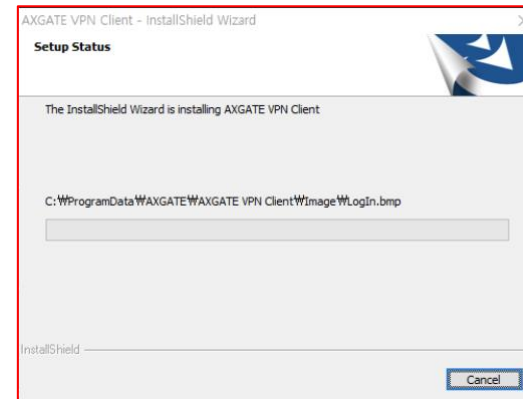 AXGATE VPN Client - InstallShield Wizard
Setup Status
The InstallShield Wizard is installing AXGATE VPN Client
C:₩ProgramData₩AXGATE₩AXGATE VPN Client₩Image₩LogIn.bmp
InstallShield
Cancel